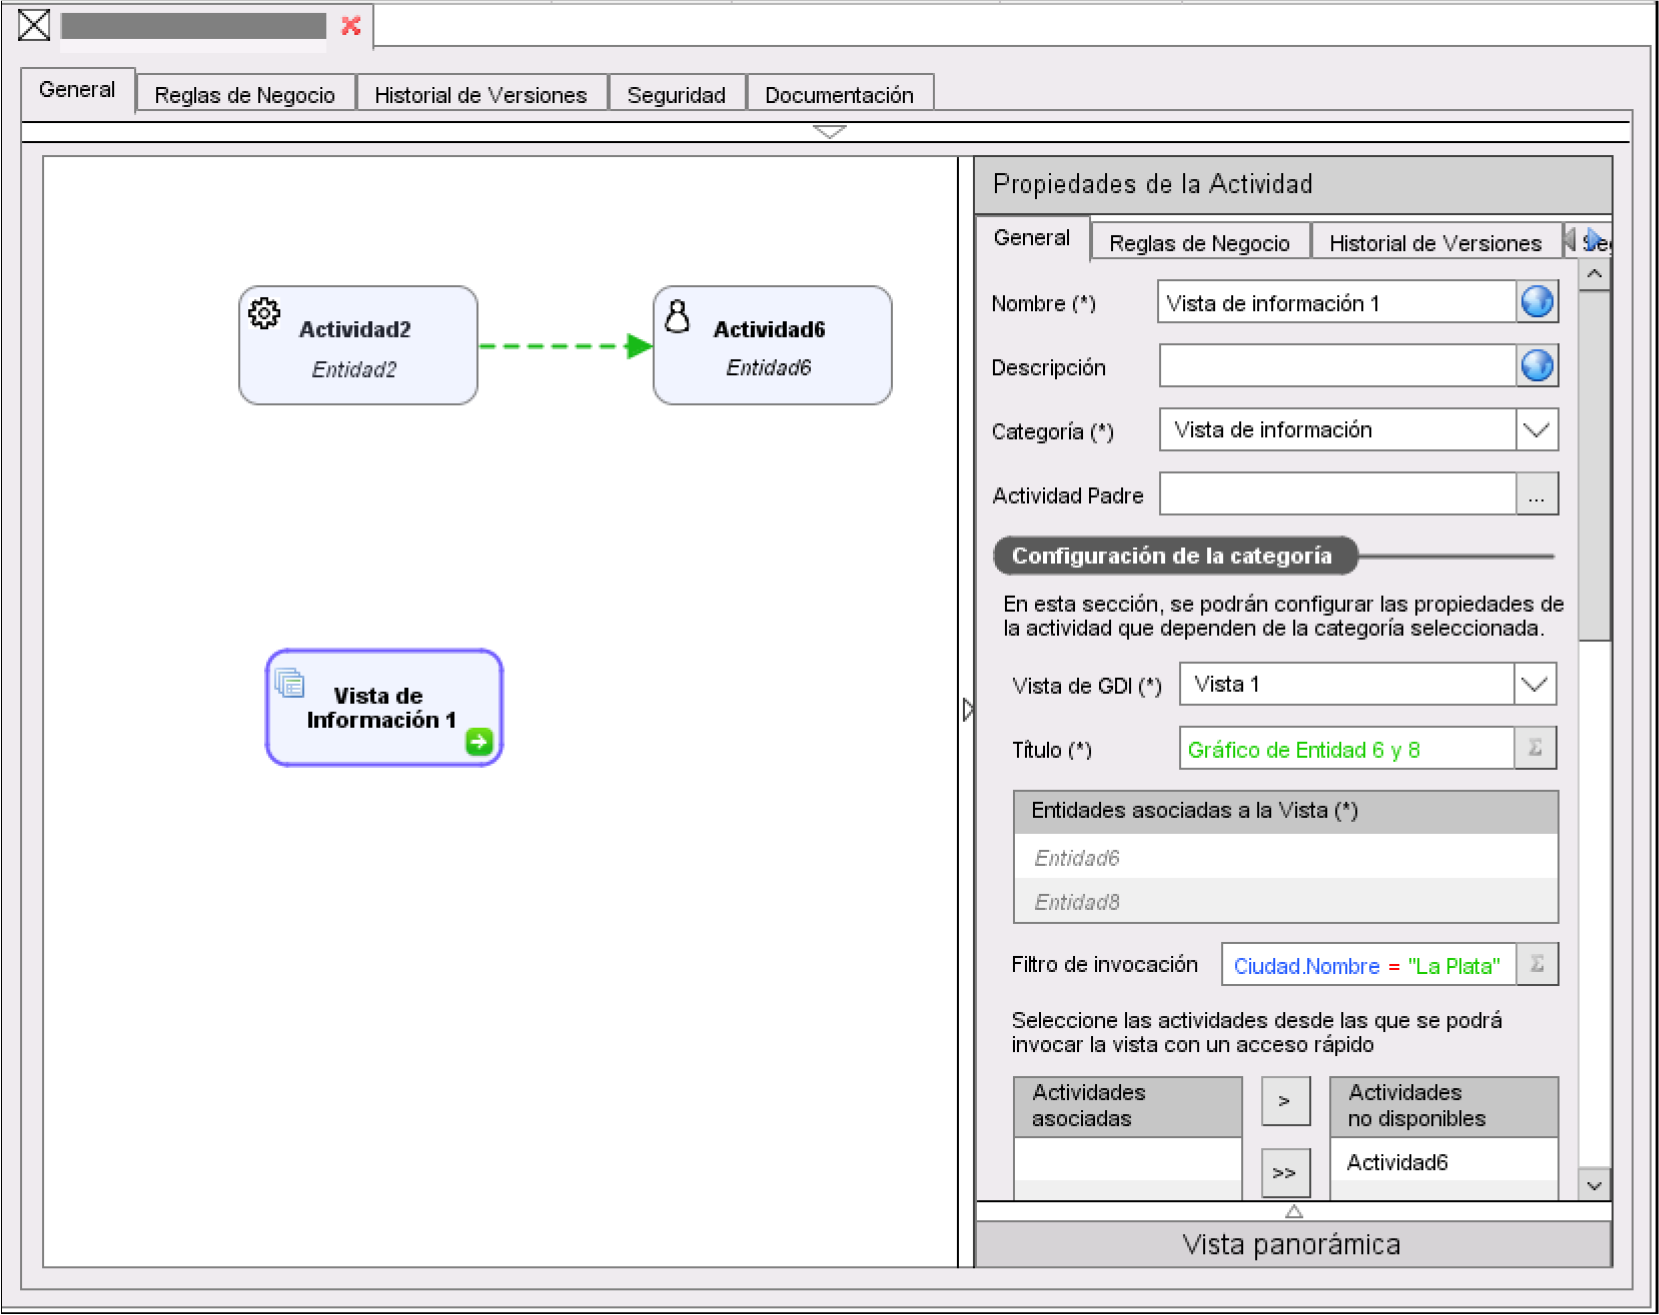 General
Reglas de Negocio
Historial de Versiones
Seguridad
Documentación
Actividad2
Entidad2
Actividad6
Entidad6
Vista de
Información 1
Propiedades de la Actividad
General
Reglas de Negocio
Historial de Versiones
Nombre (*)
Vista de información 1
Descripción
Categoría (*)
Vista de información
Actividad Padre
...
Configuración de la categoría
En esta sección, se podrán configurar las propiedades de
la actividad que dependen de la categoría seleccionada.
Vista de GDI (*)
Vista 1
Título (*)
Gráfico de Entidad 6 y 8
Σ
Entidades asociadas a la Vista (*)
Entidad6
Entidad8
Filtro de invocación
Ciudad.Nombre = "La Plata"
Σ
Seleccione las actividades desde las que se podrá
invocar la vista con un acceso rápido
Actividades
asociadas
>
>>
Actividades
no disponibles
Actividad6
Vista panorámica